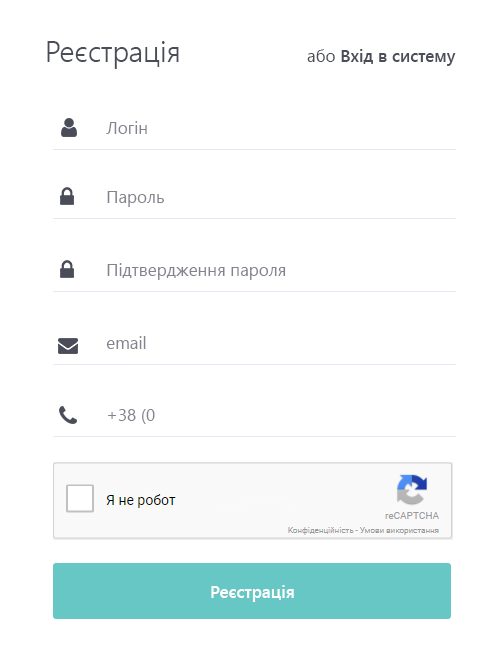 Реєстрація
або Вхід в систему
Логін
Пароль
Підтвердження пароля
email
+38 (0
Я не робот
reCAPTCHA
Конфіденційність - Умови використання
Реєстрація